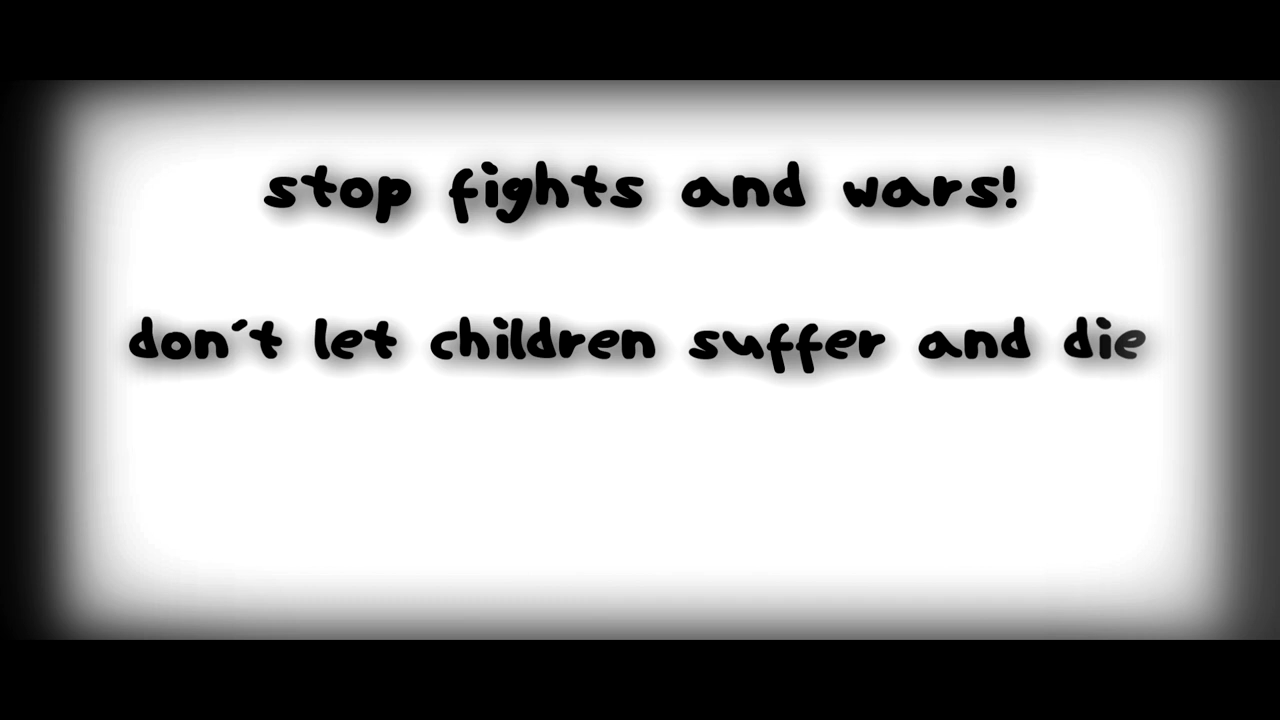 stop fights and wars!
don´t let children suffer and die